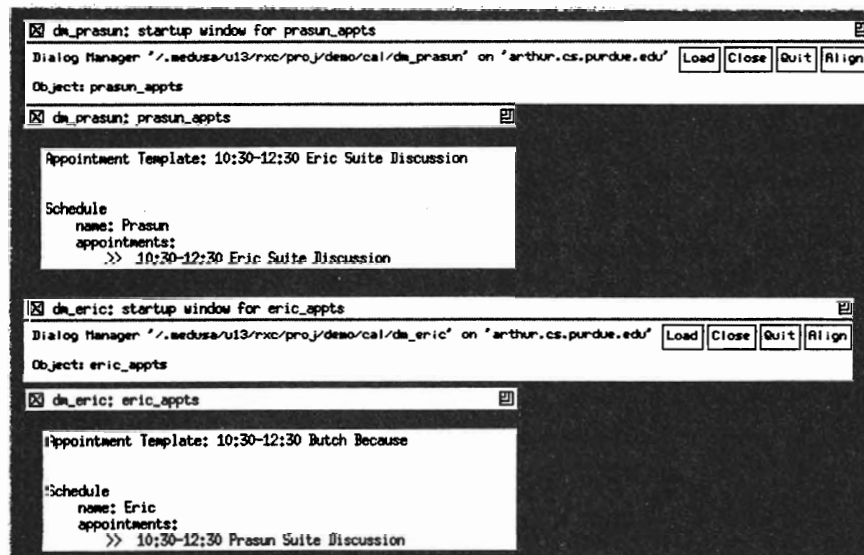 dm_prasun: startup window for prasun_appts
Dialog Manager "/.medusa/u13/rxc/proj/demo/cal/dm_prasun" on "arthur.cs.purdue.edu" Load Close Quit Align
Object: prasun_appts
dm_prasun: prasun_appts
Appointment Template: 10:30-12:30 Eric Suite Discussion
Schedule
name: Prasun
appointments:
>> 10:30-12:30 Eric Suite Discussion
dm_eric: startup window for eric_appts
Dialog Manager "/.medusa/u13/rxc/proj/demo/cal/dm_eric" on "arthur.cs.purdue.edu" Load Close Quit Align
Object: eric_appts
dm_eric: eric_appts
Appointment Template: 10:30-12:30 Butch Because
Schedule
name: Eric
appointments:
>> 10:30-12:30 Prasun Suite Discussion